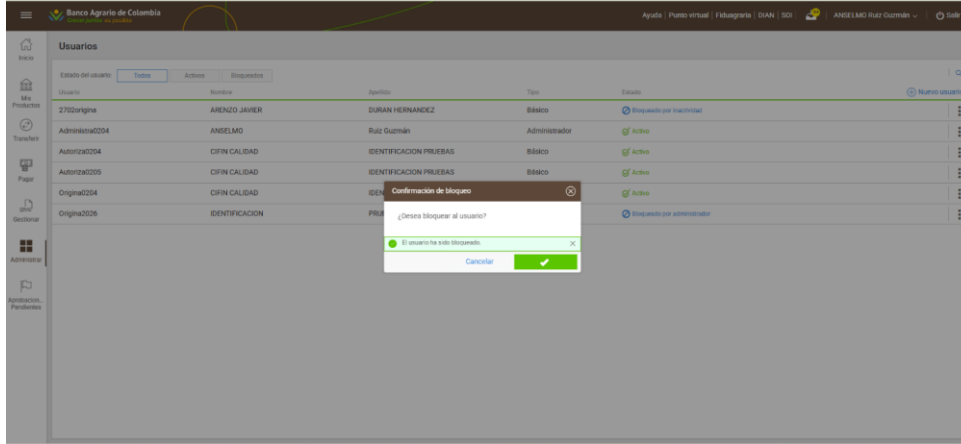 Banco Agrario de Colombia
Ayuda | Punto virtual | Fiduagraria | DIAN | SOI | ANSELMO Ruiz Guzmán | Salir
Inicio
Mis Productos
Transferir
Pagar
Gestionar
Administrar
Aprobacion... Pendientes
Usuarios
Estado del usuario: Todos Activos Bloqueados
Usuario Nombre Apellido Tipo Estado Nuevo usuario
2702origina ARENZO JAVIER DURAN HERNANDEZ Básico Bloqueado por inactividad
Administra0204 ANSELMO Ruiz Guzmán Administrador Activo
Autoriza0204 CIFIN CALIDAD IDENTIFICACION PRUEBAS Básico Activo
Autoriza0205 CIFIN CALIDAD IDENTIFICACION PRUEBAS Básico Activo
Origina0204 CIFIN CALIDAD IDEN Activo
Origina2026 IDENTIFICACION PRUE Bloqueado por administrador
Confirmación de bloqueo
¿Desea bloquear al usuario?
El usuario ha sido bloqueado.
Cancelar